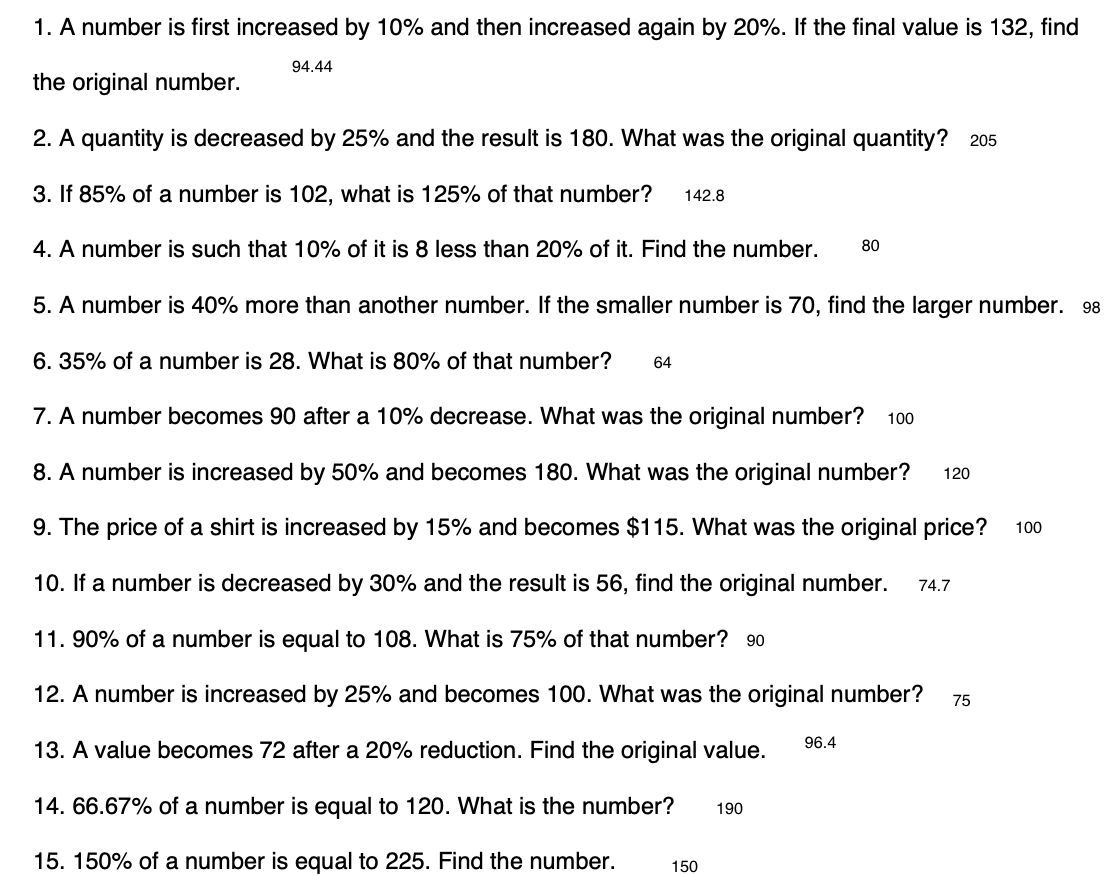 1. A number is first increased by 10% and then increased again by 20%. If the final value is 132, find
the original number. 94.44
2. A quantity is decreased by 25% and the result is 180. What was the original quantity? 205
3. If 85% of a number is 102, what is 125% of that number? 142.8
4. A number is such that 10% of it is 8 less than 20% of it. Find the number. 80
5. A number is 40% more than another number. If the smaller number is 70, find the larger number. 98
6. 35% of a number is 28. What is 80% of that number? 64
7. A number becomes 90 after a 10% decrease. What was the original number? 100
8. A number is increased by 50% and becomes 180. What was the original number? 120
9. The price of a shirt is increased by 15% and becomes $115. What was the original price? 100
10. If a number is decreased by 30% and the result is 56, find the original number. 74.7
11. 90% of a number is equal to 108. What is 75% of that number? 90
12. A number is increased by 25% and becomes 100. What was the original number? 75
13. A value becomes 72 after a 20% reduction. Find the original value. 96.4
14. 66.67% of a number is equal to 120. What is the number? 190
15. 150% of a number is equal to 225. Find the number. 150